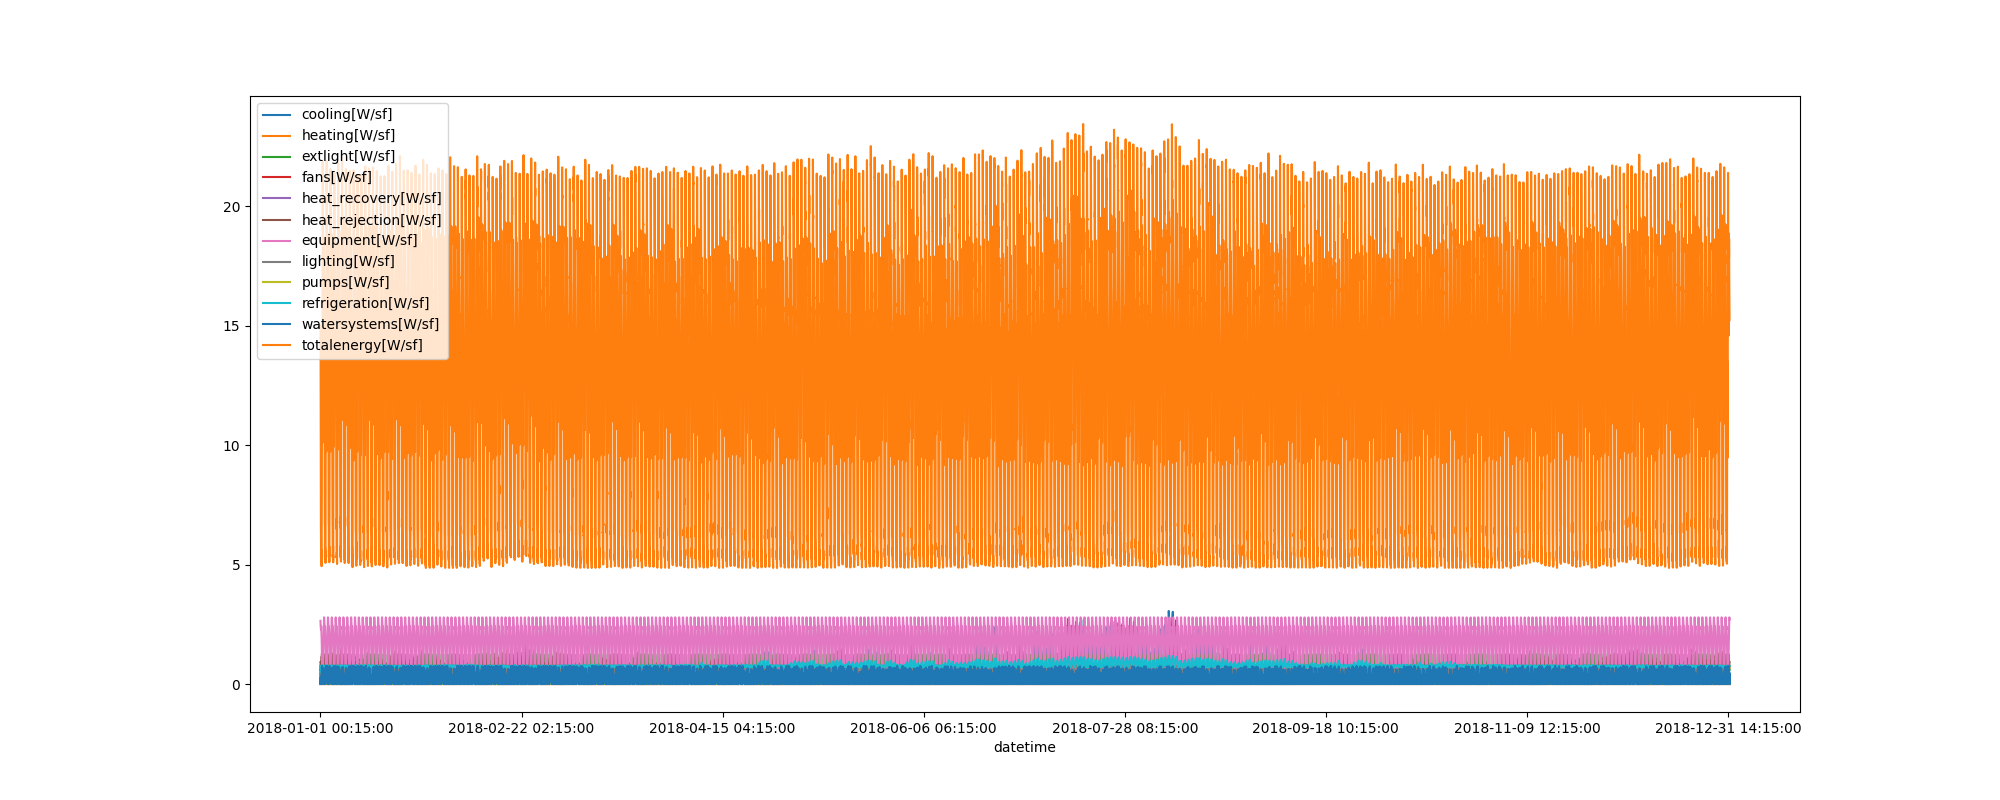 cooling[W/sf]
heating[W/sf]
extlight[W/sf]
fans[W/sf]
heat_recovery[W/sf]
heat_rejection[W/sf]
equipment[W/sf]
lighting[W/sf]
pumps[W/sf]
refrigeration[W/sf]
watersystems[W/sf]
totalenergy[W/sf]
20
15
10
5
0
2018-01-01 00:15:00 2018-02-22 02:15:00 2018-04-15 04:15:00 2018-06-06 06:15:00 2018-07-28 08:15:00 2018-09-18 10:15:00 2018-11-09 12:15:00 2018-12-31 14:15:00
datetime